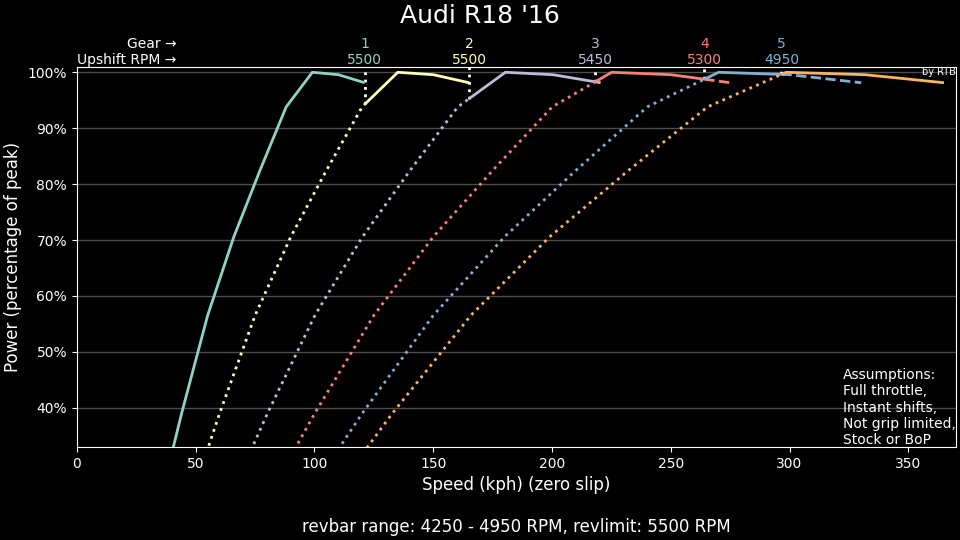 Audi R18 '16
Gear → 1 2 3 4 5
Upshift RPM → 5500 5500 5450 5300 4950
by RTB
100%
90%
80%
70%
60%
50%
40%
Power (percentage of peak)
Assumptions:
Full throttle,
Instant shifts,
Not grip limited,
Stock or BoP
0 50 100 150 200 250 300 350
Speed (kph) (zero slip)
revbar range: 4250 - 4950 RPM, revlimit: 5500 RPM